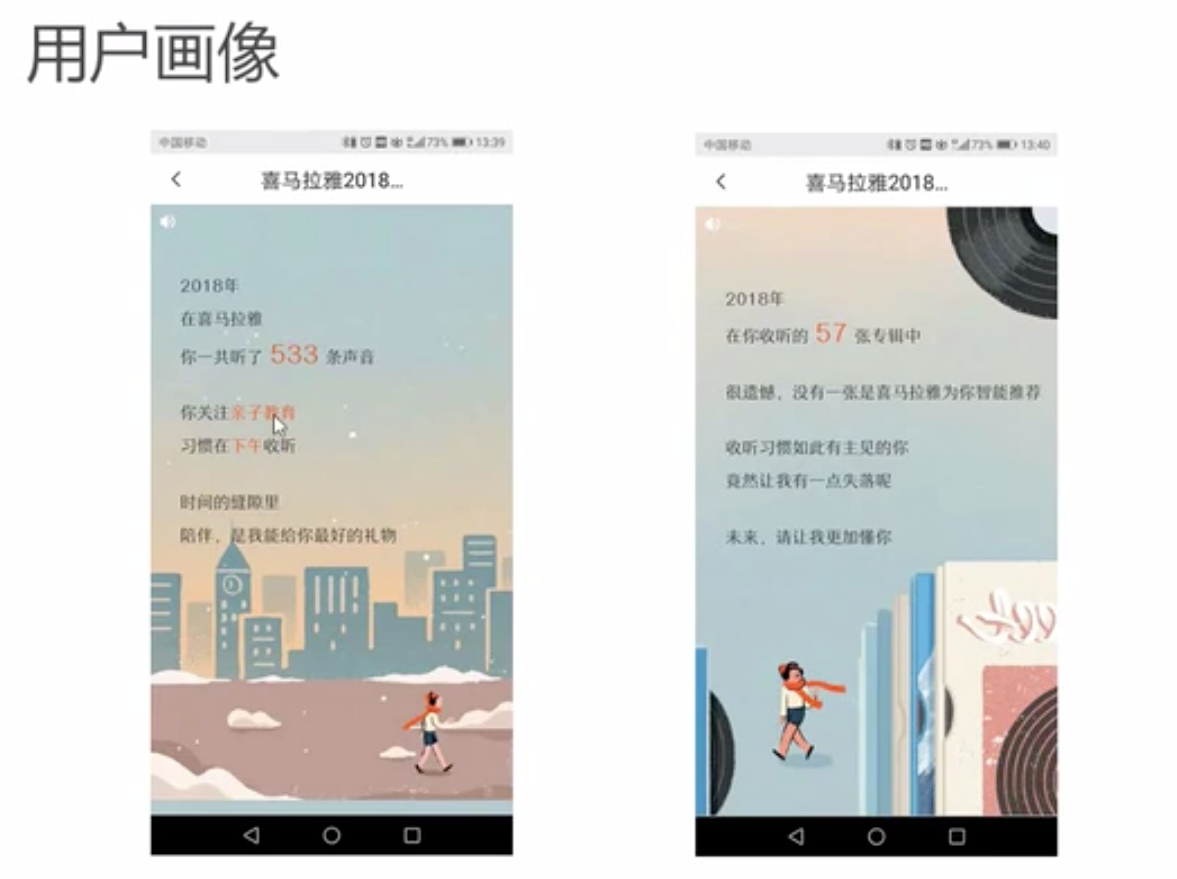 用户画像
中国移动
73%
13:39
喜马拉雅2018...
2018年
在喜马拉雅
你一共听了 533 条声音
你关注亲子教育
习惯在下午收听
时间的缝隙里
陪伴，是我能给你最好的礼物
中国移动
73%
13:40
喜马拉雅2018...
2018年
在你收听的 57 张专辑中
很遗憾，没有一张是喜马拉雅为你智能推荐
收听习惯如此有主见的你
竟然让我有一点失落呢
未来，请让我更加懂你